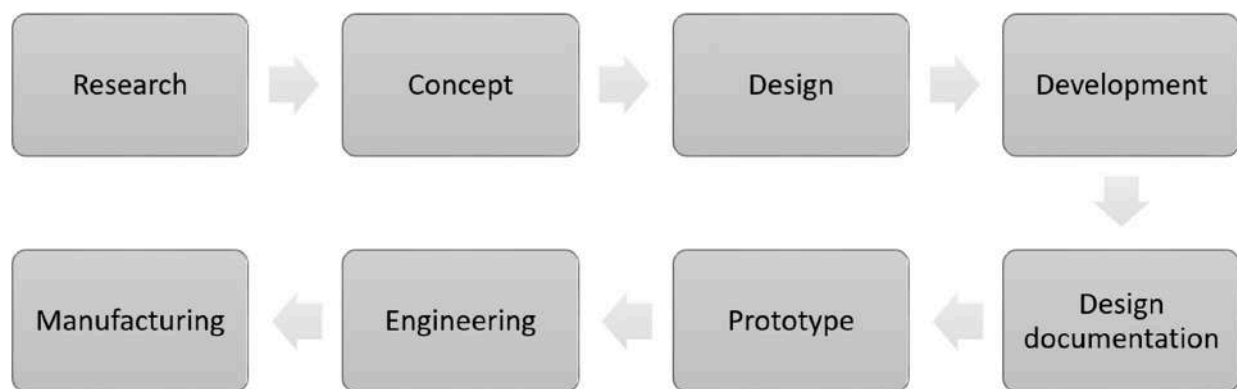 Research
Concept
Design
Development
Design
documentation
Prototype
Engineering
Manufacturing